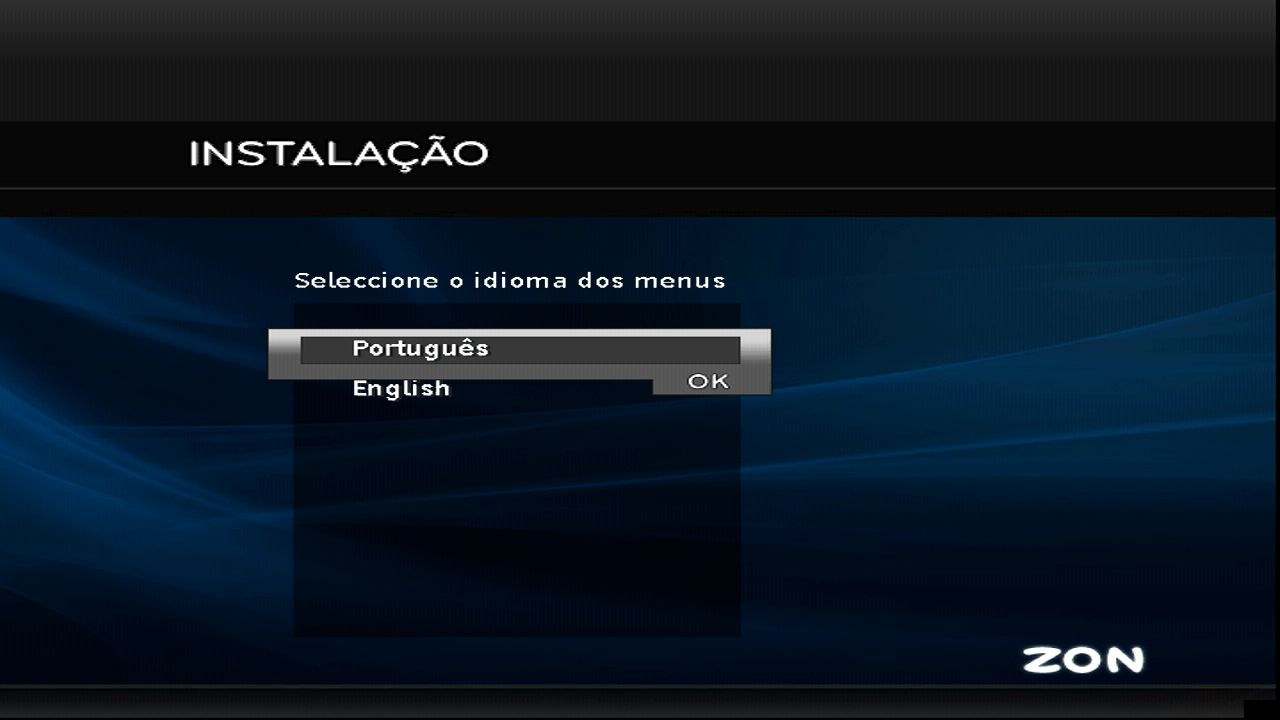 INSTALAÇÃO
Seleccione o idioma dos menus
Português
English
OK
ZON